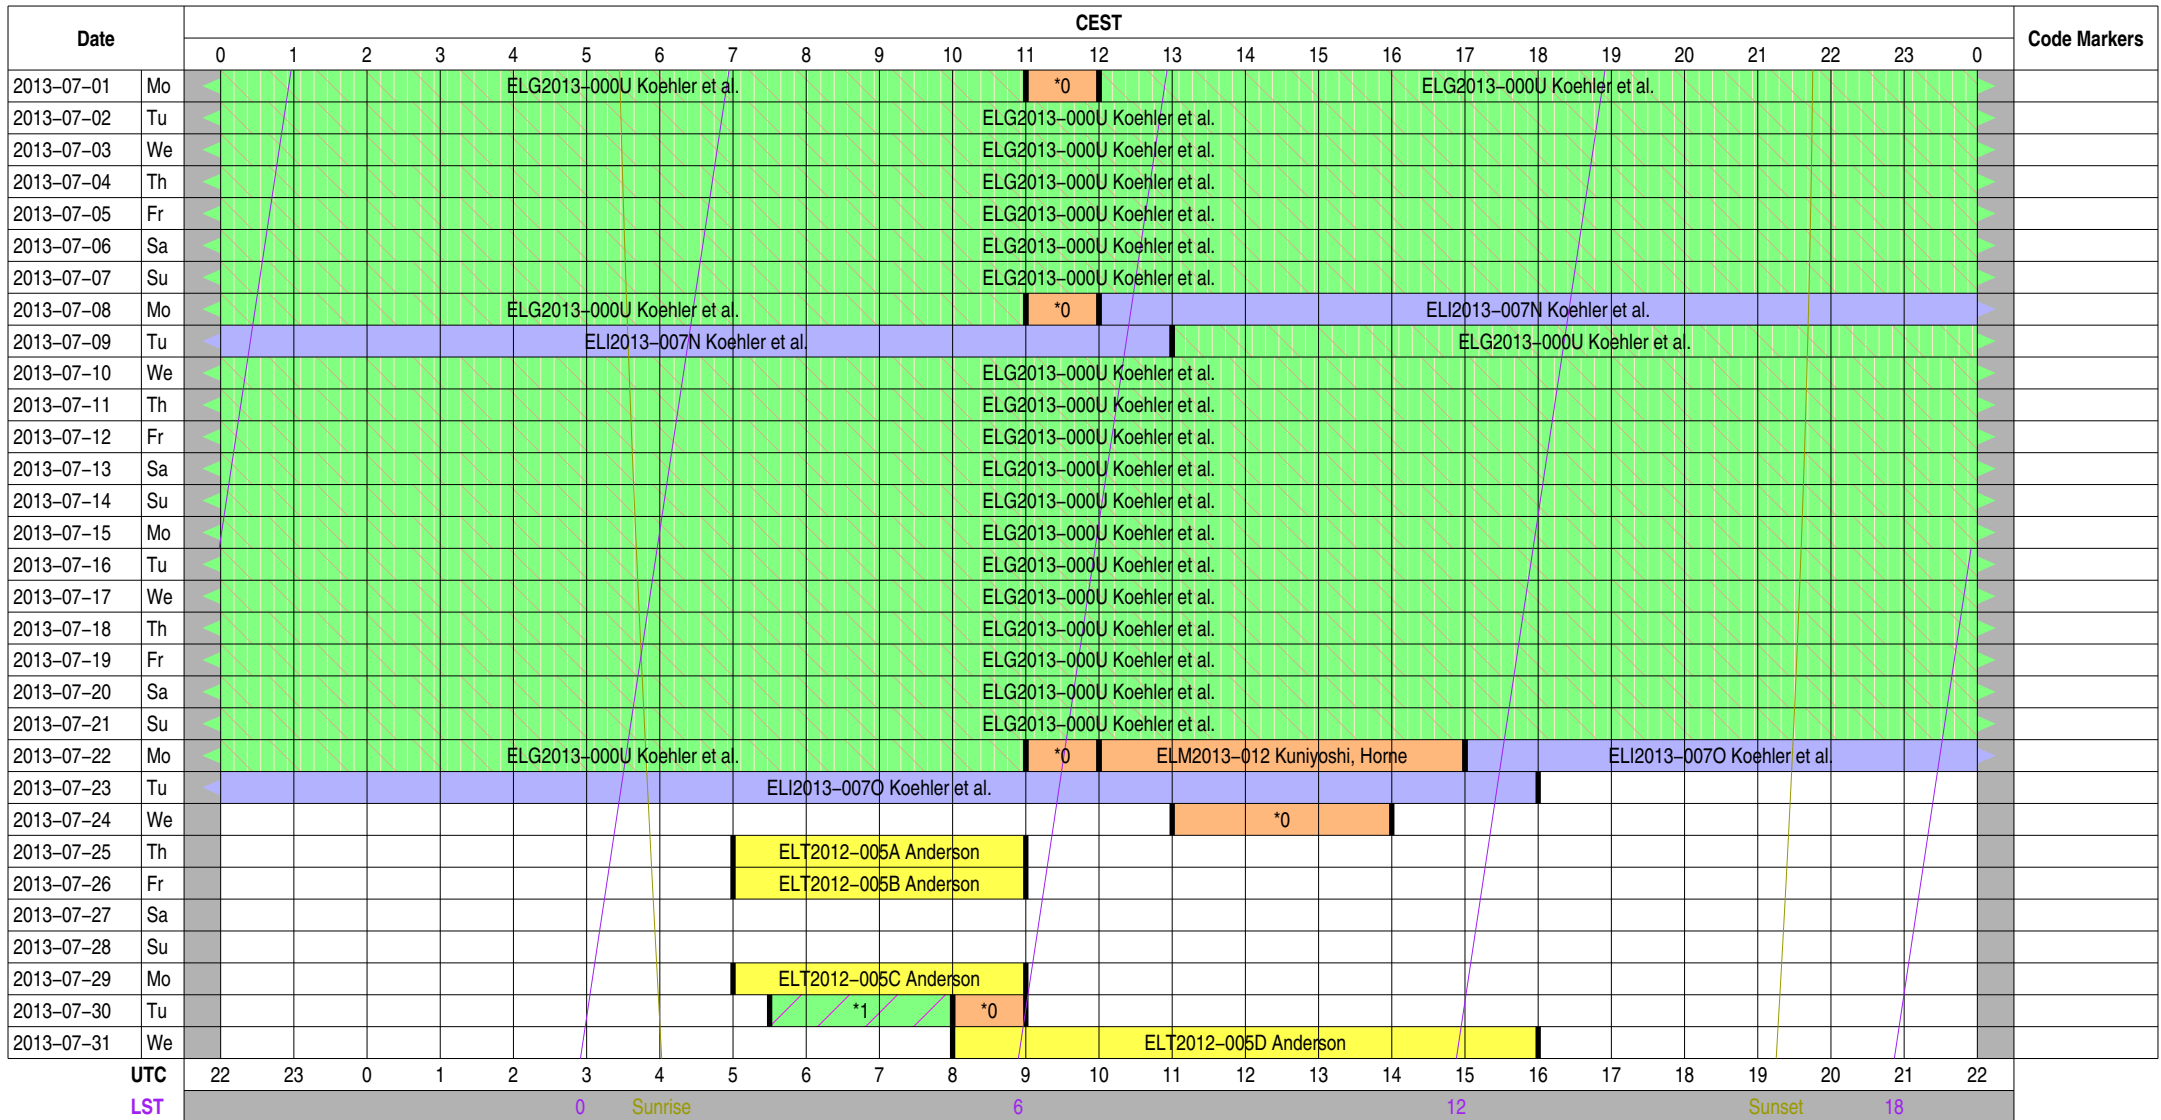 Date CEST Code Markers
0 1 2 3 4 5 6 7 8 9 10 11 12 13 14 15 16 17 18 19 20 21 22 23 0
2013−07−01 Mo ELG2013−000U Koehler et al. *0 ELG2013−000U Koehler et al.
2013−07−02 Tu ELG2013−000U Koehler et al.
2013−07−03 We ELG2013−000U Koehler et al.
2013−07−04 Th ELG2013−000U Koehler et al.
2013−07−05 Fr ELG2013−000U Koehler et al.
2013−07−06 Sa ELG2013−000U Koehler et al.
2013−07−07 Su ELG2013−000U Koehler et al.
2013−07−08 Mo ELG2013−000U Koehler et al. *0 ELI2013−007N Koehler et al.
2013−07−09 Tu ELI2013−007N Koehler et al. ELG2013−000U Koehler et al.
2013−07−10 We ELG2013−000U Koehler et al.
2013−07−11 Th ELG2013−000U Koehler et al.
2013−07−12 Fr ELG2013−000U Koehler et al.
2013−07−13 Sa ELG2013−000U Koehler et al.
2013−07−14 Su ELG2013−000U Koehler et al.
2013−07−15 Mo ELG2013−000U Koehler et al.
2013−07−16 Tu ELG2013−000U Koehler et al.
2013−07−17 We ELG2013−000U Koehler et al.
2013−07−18 Th ELG2013−000U Koehler et al.
2013−07−19 Fr ELG2013−000U Koehler et al.
2013−07−20 Sa ELG2013−000U Koehler et al.
2013−07−21 Su ELG2013−000U Koehler et al.
2013−07−22 Mo ELG2013−000U Koehler et al. *0 ELM2013−012 Kuniyoshi, Horne ELI2013−007O Koehler et al.
2013−07−23 Tu ELI2013−007O Koehler et al.
2013−07−24 We *0
2013−07−25 Th ELT2012−005A Anderson
2013−07−26 Fr ELT2012−005B Anderson
2013−07−27 Sa
2013−07−28 Su
2013−07−29 Mo ELT2012−005C Anderson
2013−07−30 Tu *1 *0
2013−07−31 We ELT2012−005D Anderson
UTC 22 23 0 1 2 3 4 5 6 7 8 9 10 11 12 13 14 15 16 17 18 19 20 21 22
LST 0 Sunrise 6 12 Sunset 18